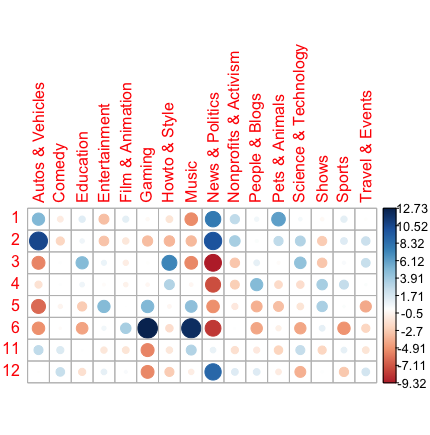 Autos & Vehicles
Comedy
Education
Entertainment
Film & Animation
Gaming
Howto & Style
Music
News & Politics
Nonprofits & Activism
People & Blogs
Pets & Animals
Science & Technology
Shows
Sports
Travel & Events
1
2
3
4
5
6
11
12
12.73
10.52
8.32
6.12
3.91
1.71
-0.5
-2.7
-4.91
-7.11
-9.32